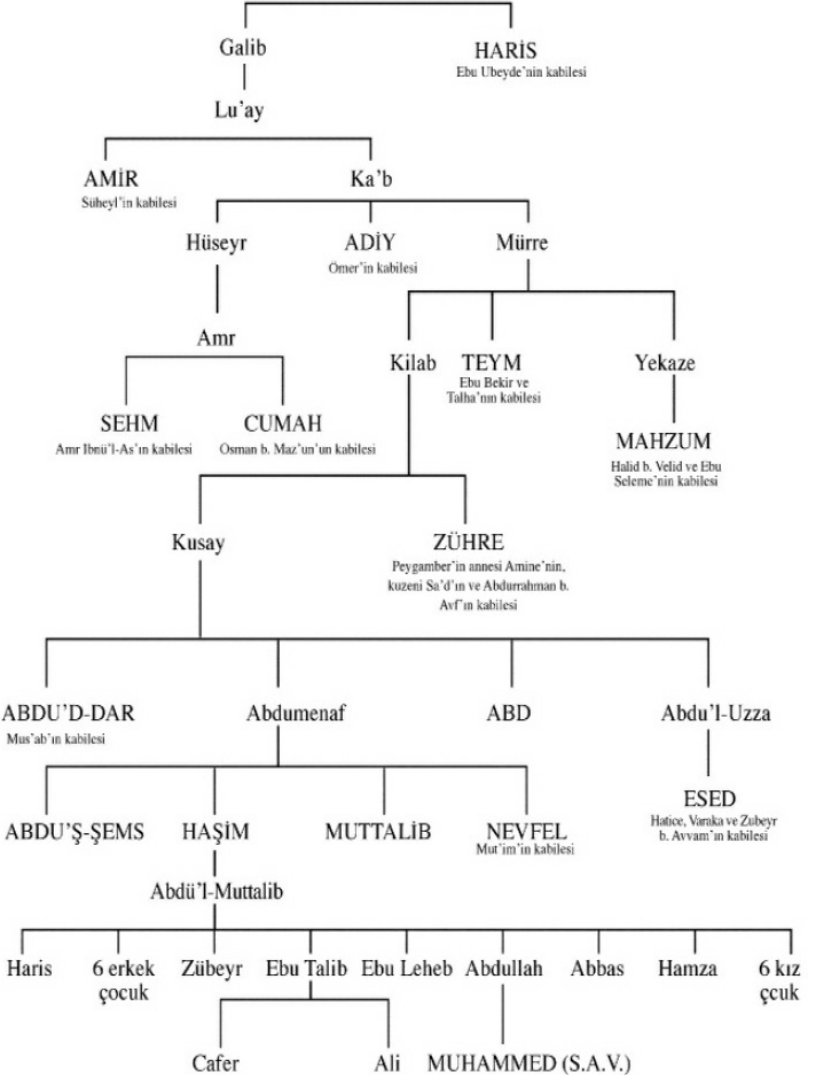 Galib
HARİS
Ebu Ubeyde'nin kabilesi
Lu'ay
AMİR
Süheyl'in kabilesi
Ka'b
Hüseyr
ADİY
Ömer'in kabilesi
Mürre
Amr
Kilab
TEYM
Ebu Bekir ve
Talha'nın kabilesi
Yekaze
SEHM
Amr Ibnü'l-As'ın kabilesi
CUMAH
Osman b. Maz'un'un kabilesi
MAHZUM
Halid b. Velid ve Ebu
Seleme'nin kabilesi
Kusay
ZÜHRE
Peygamber'in annesi Amine'nin,
kuzeni Sa'd'ın ve Abdurrahman b.
Avf'ın kabilesi
ABDU'D-DAR
Mus'ab'ın kabilesi
Abdumenaf
ABD
Abdu'l-Uzza
ESED
Hatice, Varaka ve Zubeyr
b. Avvam'ın kabilesi
ABDU'Ş-ŞEMS
HAŞİM
MUTTALİB
NEVFEL
Mut'im'in kabilesi
Abdü'l-Muttalib
Haris
6 erkek
çocuk
Zübeyr
Ebu Talib
Ebu Leheb
Abdullah
Abbas
Hamza
6 kız
çcuk
Cafer
Ali
MUHAMMED (S.A.V.)